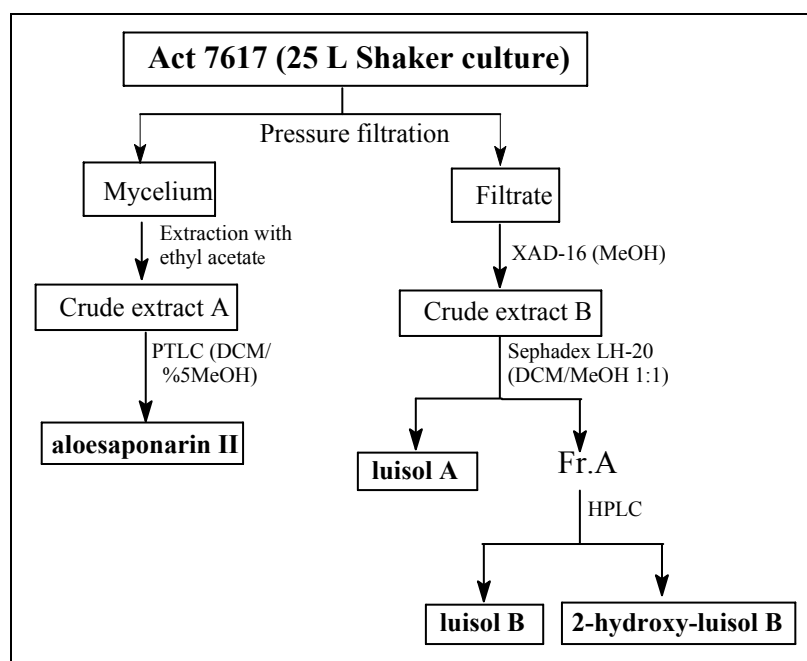 Act 7617 (25 L Shaker culture)
Pressure filtration
Mycelium
Filtrate
Extraction with
ethyl acetate
XAD-16 (MeOH)
Crude extract A
Crude extract B
PTLC (DCM/
%5MeOH)
Sephadex LH-20
(DCM/MeOH 1:1)
aloesaponarin II
luisol A
Fr.A
HPLC
luisol B
2-hydroxy-luisol B